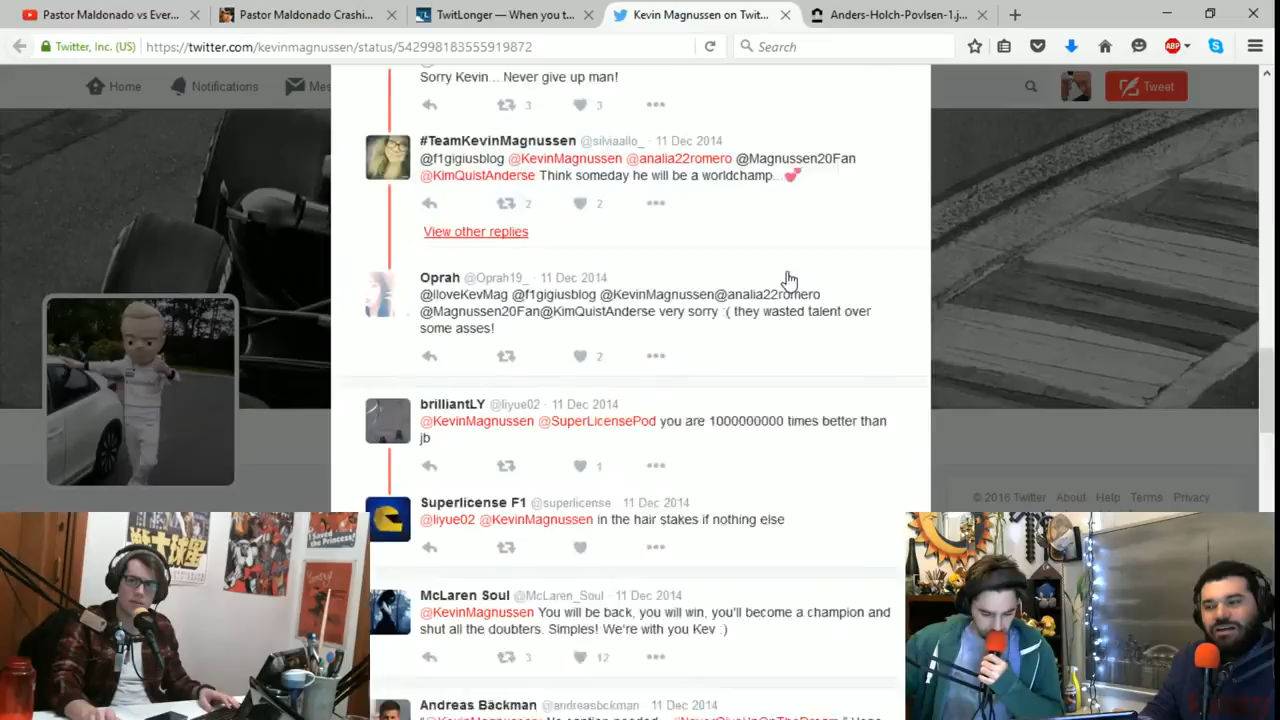 Pastor Maldonado vs Ever...
Pastor Maldonado Crashi...
TwitLonger — When you t...
Kevin Magnussen on Twit...
Anders-Holch-Povlsen-1.j...
Twitter, Inc. (US)
https://twitter.com/kevinmagnussen/status/542998183555919872
Search
ABP
Home
Notifications
Mes
Tweet
Sorry Kevin... Never give up man!
3 3
#TeamKevinMagnussen @silviaallo_ · 11 Dec 2014
@f1gigiusblog @KevinMagnussen @analia22romero @Magnussen20Fan
@KimQuistAnderse Think someday he will be a worldchamp...💕
2 2
View other replies
Oprah @Oprah19_ · 11 Dec 2014
@IloveKevMag @f1gigiusblog @KevinMagnussen@analia22romero
@Magnussen20Fan@KimQuistAnderse very sorry :( they wasted talent over
some asses!
2
brilliantLY @liyue02 · 11 Dec 2014
@KevinMagnussen @SuperLicensePod you are 1000000000 times better than
jb
1
Superlicense F1 @superlicense · 11 Dec 2014
@liyue02 @KevinMagnussen in the hair stakes if nothing else
McLaren Soul @McLaren_Soul · 11 Dec 2014
@KevinMagnussen You will be back, you will win, you'll become a champion and
shut all the doubters. Simples! We're with you Kev :)
3 12
Andreas Bäckman @andreasbckman · 11 Dec 2014
© 2016 Twitter About Help Terms Privacy
I Saved
the Princess!